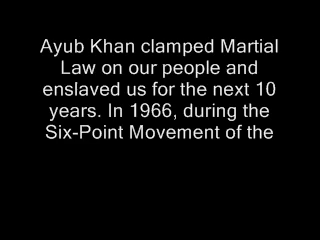 Ayub Khan clamped Martial
Law on our people and
enslaved us for the next 10
years. In 1966, during the
Six-Point Movement of the